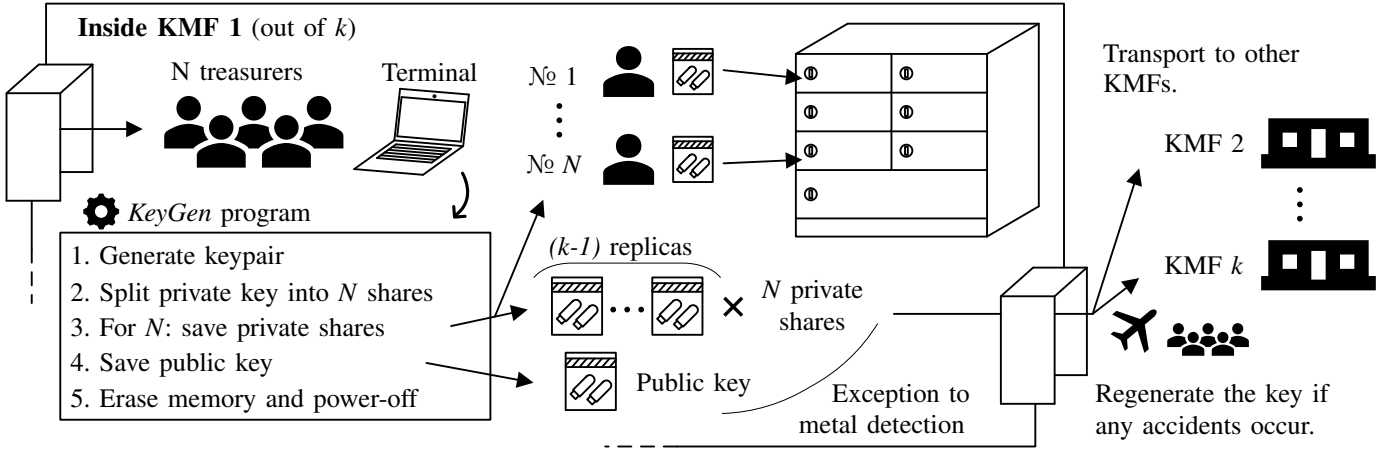 Inside KMF 1 (out of k)
N treasurers
Terminal
№ 1
№ N
KeyGen program
1. Generate keypair
2. Split private key into N shares
3. For N: save private shares
4. Save public key
5. Erase memory and power-off
(k-1) replicas
N private
shares
Public key
Exception to
metal detection
Transport to other
KMFs.
KMF 2
KMF k
Regenerate the key if
any accidents occur.